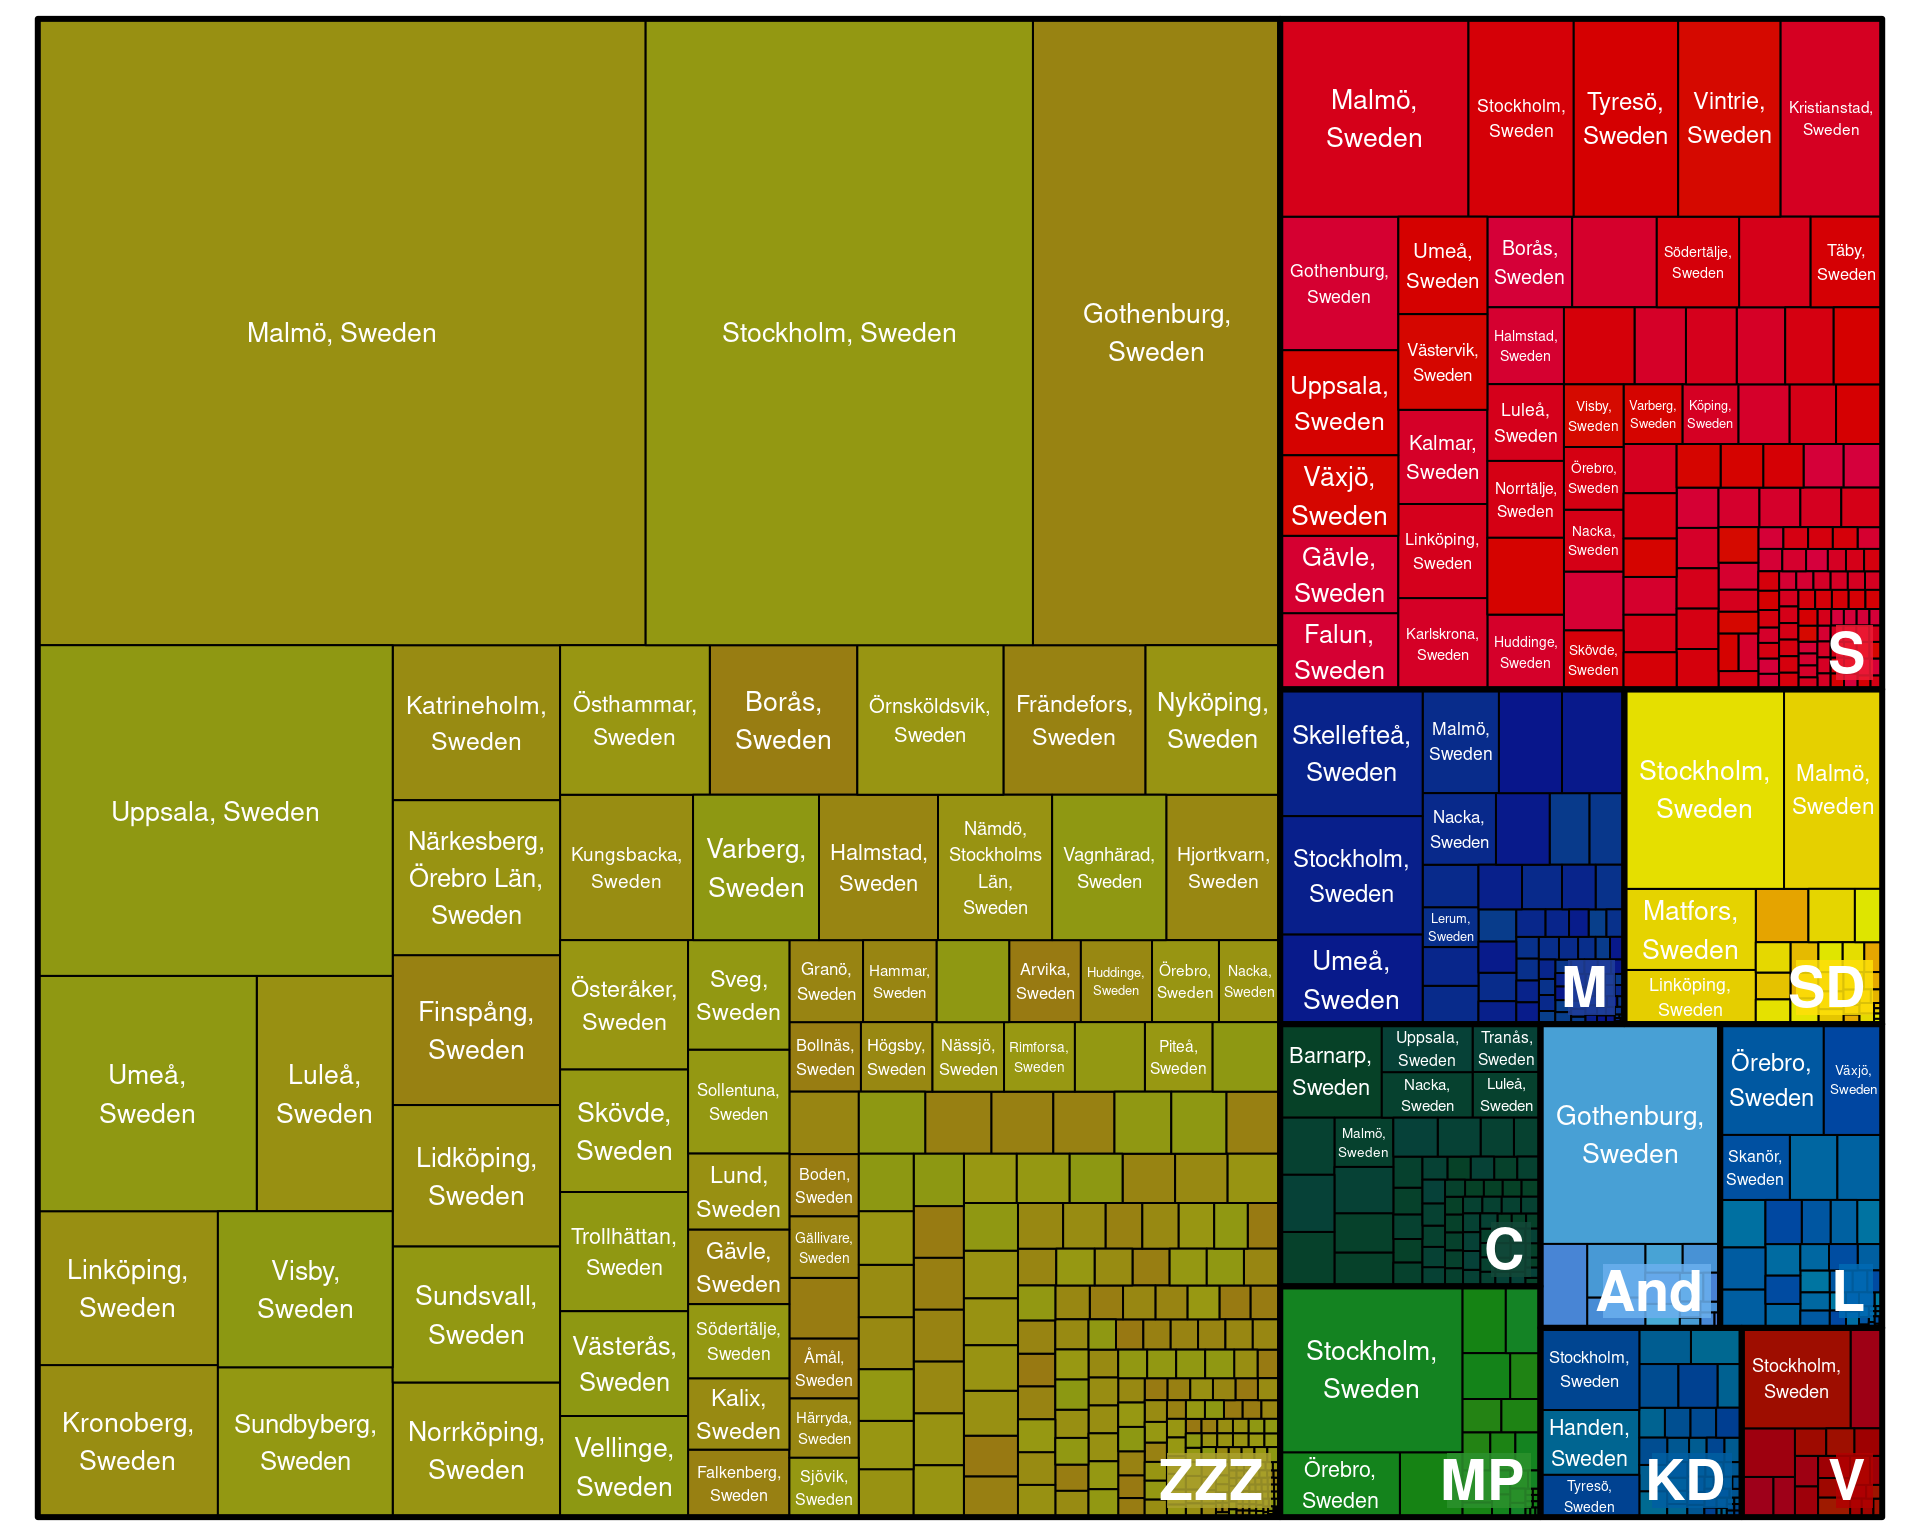 Malmö, Sweden
Stockholm, Sweden
Gothenburg,
Sweden
Uppsala, Sweden
Umeå,
Sweden
Luleå,
Sweden
Linköping,
Sweden
Visby,
Sweden
Kronoberg,
Sweden
Sundbyberg,
Sweden
Katrineholm,
Sweden
Närkesberg,
Örebro Län,
Sweden
Finspång,
Sweden
Lidköping,
Sweden
Sundsvall,
Sweden
Norrköping,
Sweden
Östhammar,
Sweden
Borås,
Sweden
Örnsköldsvik,
Sweden
Frändefors,
Sweden
Nyköping,
Sweden
Kungsbacka,
Sweden
Varberg,
Sweden
Halmstad,
Sweden
Nämdö,
Stockholms
Län,
Sweden
Vagnhärad,
Sweden
Hjortkvarn,
Sweden
Österåker,
Sweden
Skövde,
Sweden
Trollhättan,
Sweden
Västerås,
Sweden
Vellinge,
Sweden
Sveg,
Sweden
Sollentuna,
Sweden
Lund,
Sweden
Gävle,
Sweden
Södertälje,
Sweden
Kalix,
Sweden
Falkenberg,
Sweden
Granö,
Sweden
Hammar,
Sweden
Arvika,
Sweden
Huddinge,
Sweden
Örebro,
Sweden
Nacka,
Sweden
Bollnäs,
Sweden
Högsby,
Sweden
Nässjö,
Sweden
Rimforsa,
Sweden
Piteå,
Sweden
Boden,
Sweden
Gällivare,
Sweden
Åmål,
Sweden
Härryda,
Sweden
Sjövik,
Sweden
ZZZ
Malmö,
Sweden
Stockholm,
Sweden
Tyresö,
Sweden
Vintrie,
Sweden
Kristianstad,
Sweden
Gothenburg,
Sweden
Uppsala,
Sweden
Växjö,
Sweden
Gävle,
Sweden
Falun,
Sweden
Umeå,
Sweden
Västervik,
Sweden
Kalmar,
Sweden
Linköping,
Sweden
Karlskrona,
Sweden
Borås,
Sweden
Södertälje,
Sweden
Täby,
Sweden
Halmstad,
Sweden
Luleå,
Sweden
Norrtälje,
Sweden
Huddinge,
Sweden
Visby,
Sweden
Varberg,
Sweden
Köping,
Sweden
Örebro,
Sweden
Nacka,
Sweden
Skövde,
Sweden
S
Skellefteå,
Sweden
Stockholm,
Sweden
Umeå,
Sweden
Malmö,
Sweden
Nacka,
Sweden
Lerum,
Sweden
M
Stockholm,
Sweden
Malmö,
Sweden
Matfors,
Sweden
Linköping,
Sweden
SD
Barnarp,
Sweden
Uppsala,
Sweden
Tranås,
Sweden
Nacka,
Sweden
Luleå,
Sweden
Malmö,
Sweden
C
Gothenburg,
Sweden
And
Örebro,
Sweden
Växjö,
Sweden
Skanör,
Sweden
L
Stockholm,
Sweden
Örebro,
Sweden
MP
Stockholm,
Sweden
Handen,
Sweden
Tyresö,
Sweden
KD
Stockholm,
Sweden
V